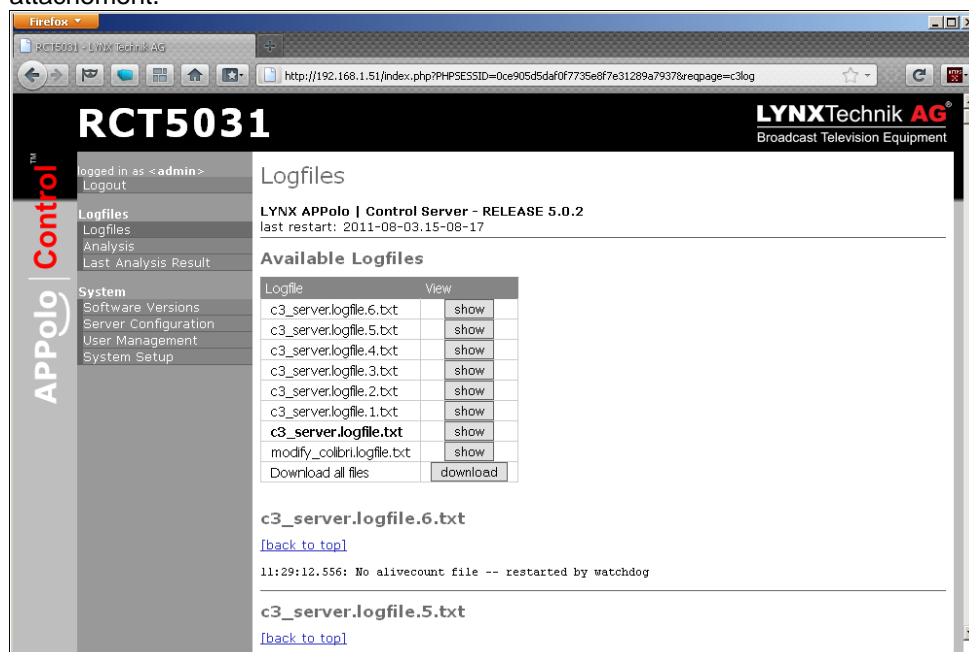 attachement.
Firefox
RCT5031 - LYNX Technik AG
http://192.168.1.51/index.php?PHPSESSID=0ce905d5daf0f7735e8f7e31289a7937&reqpage=c3log
RCT5031
LYNXTechnik AG®
Broadcast Television Equipment
APPolo | Control™
logged in as <admin>
Logout
Logfiles
Logfiles
Analysis
Last Analysis Result
System
Software Versions
Server Configuration
User Management
System Setup
Logfiles
LYNX APPolo | Control Server - RELEASE 5.0.2
last restart: 2011-08-03.15-08-17
Available Logfiles
Logfile View
c3_server.logfile.6.txt show
c3_server.logfile.5.txt show
c3_server.logfile.4.txt show
c3_server.logfile.3.txt show
c3_server.logfile.2.txt show
c3_server.logfile.1.txt show
c3_server.logfile.txt show
modify_colibri.logfile.txt show
Download all files download
c3_server.logfile.6.txt
[back to top]
11:29:12.556: No alivecount file -- restarted by watchdog
c3_server.logfile.5.txt
[back to top]